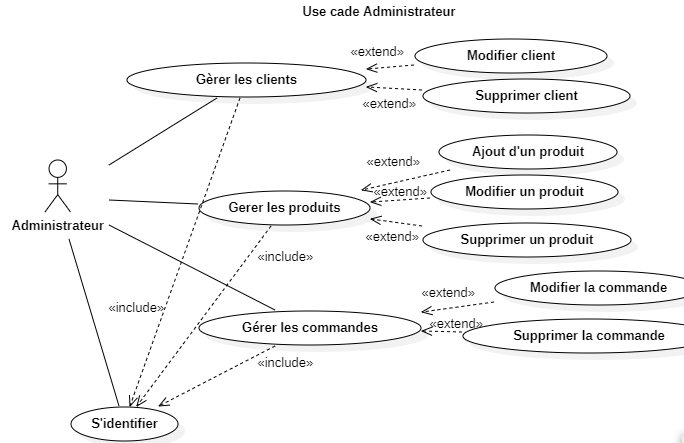 Use cade Administrateur
«extend»
Modifier client
Gèrer les clients
Supprimer client
«extend»
Ajout d'un produit
«extend»
Modifier un produit
«extend»
Gerer les produits
Administrateur
Supprimer un produit
«extend»
«include»
Modifier la commande
«extend»
«include»
Gérer les commandes
«extend»
Supprimer la commande
«include»
S'identifier